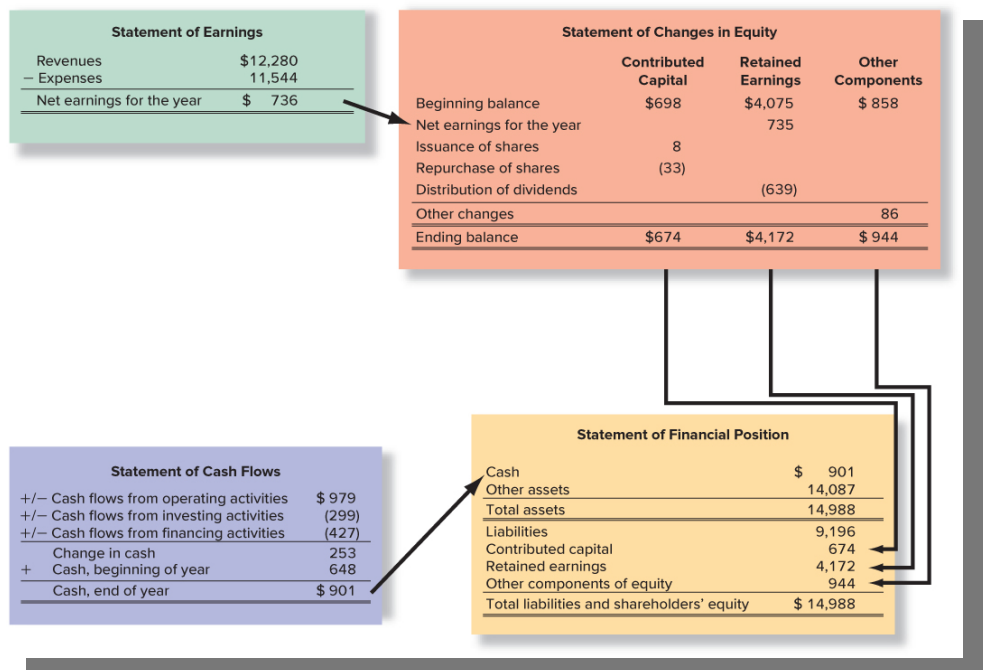 Statement of Earnings
Revenues $12,280
− Expenses 11,544
Net earnings for the year $ 736
Statement of Changes in Equity
Contributed Capital Retained Earnings Other Components
Beginning balance $698 $4,075 $ 858
Net earnings for the year 735
Issuance of shares 8
Repurchase of shares (33)
Distribution of dividends (639)
Other changes 86
Ending balance $674 $4,172 $ 944
Statement of Cash Flows
+/− Cash flows from operating activities $ 979
+/− Cash flows from investing activities (299)
+/− Cash flows from financing activities (427)
Change in cash 253
+ Cash, beginning of year 648
Cash, end of year $ 901
Statement of Financial Position
Cash $ 901
Other assets 14,087
Total assets 14,988
Liabilities 9,196
Contributed capital 674
Retained earnings 4,172
Other components of equity 944
Total liabilities and shareholders' equity $ 14,988